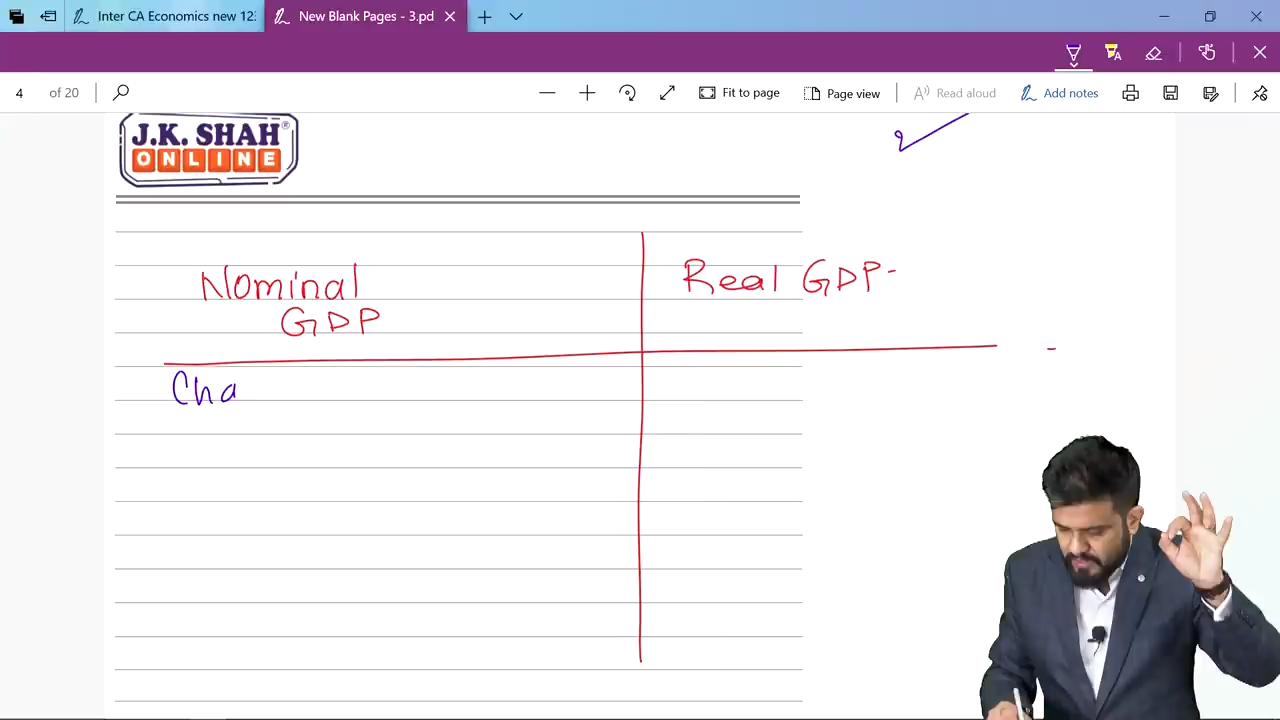 Inter CA Economics new 123
New Blank Pages - 3.pd
4 of 20
Fit to page
Page view
Read aloud
Add notes
J.K. SHAH®
ONLINE
Nominal GDP
Real GDP-
Cha